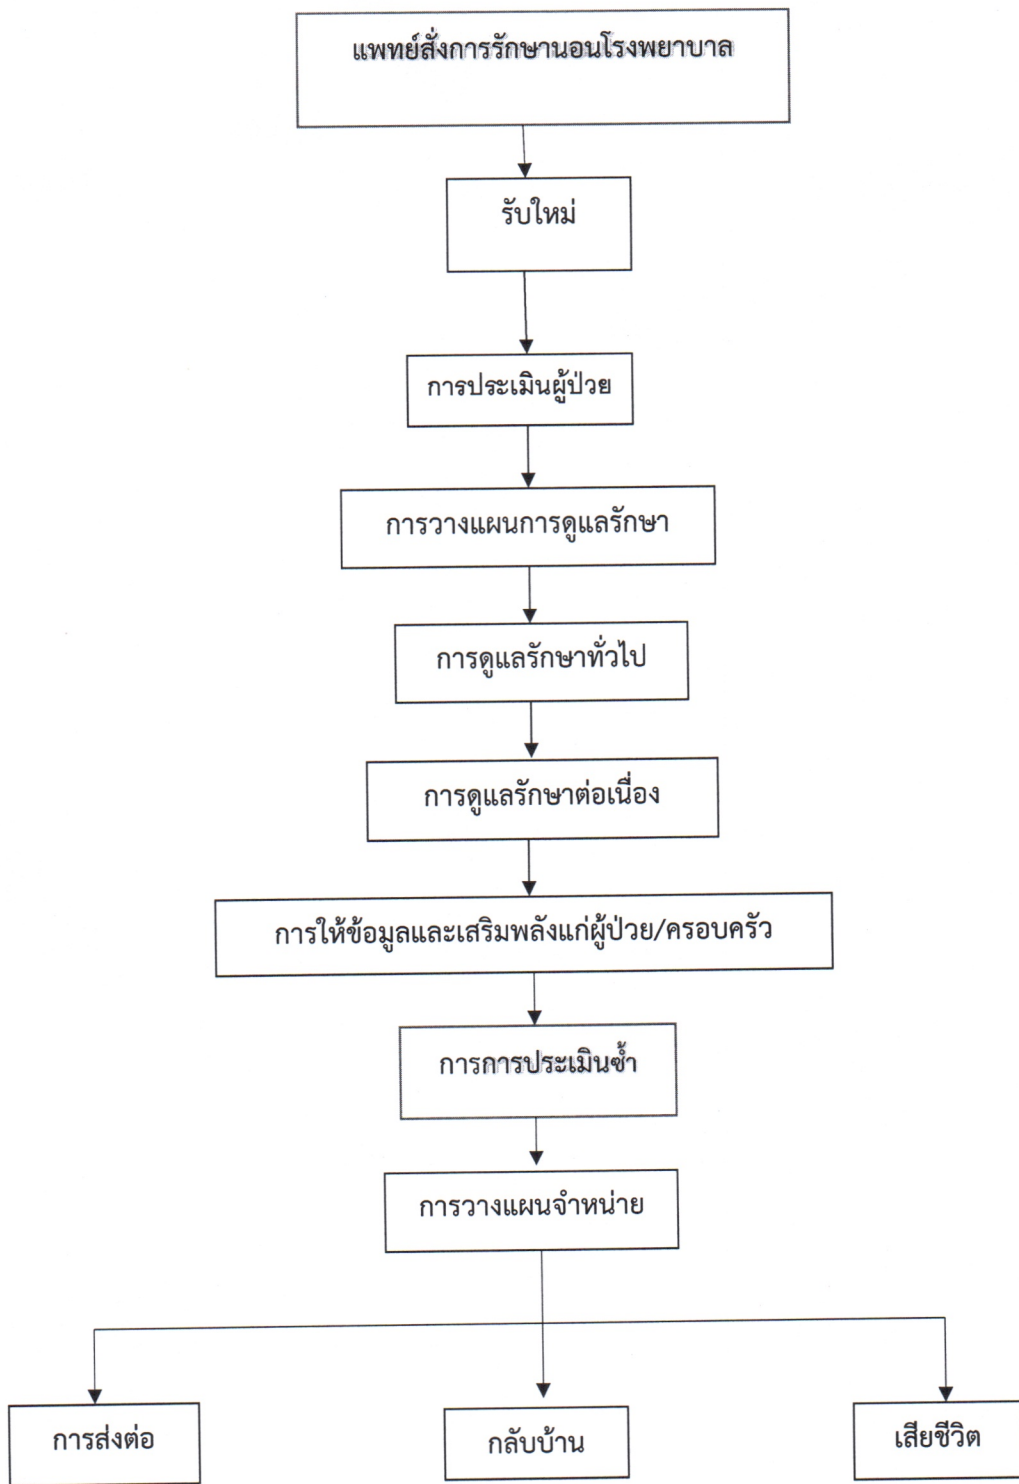 แพทย์สั่งการรักษานอนโรงพยาบาล
รับใหม่
การประเมินผู้ป่วย
การวางแผนการดูแลรักษา
การดูแลรักษาทั่วไป
การดูแลรักษาต่อเนื่อง
การให้ข้อมูลและเสริมพลังแก่ผู้ป่วย/ครอบครัว
การการประเมินซ้ำ
การวางแผนจำหน่าย
การส่งต่อ
กลับบ้าน
เสียชีวิต